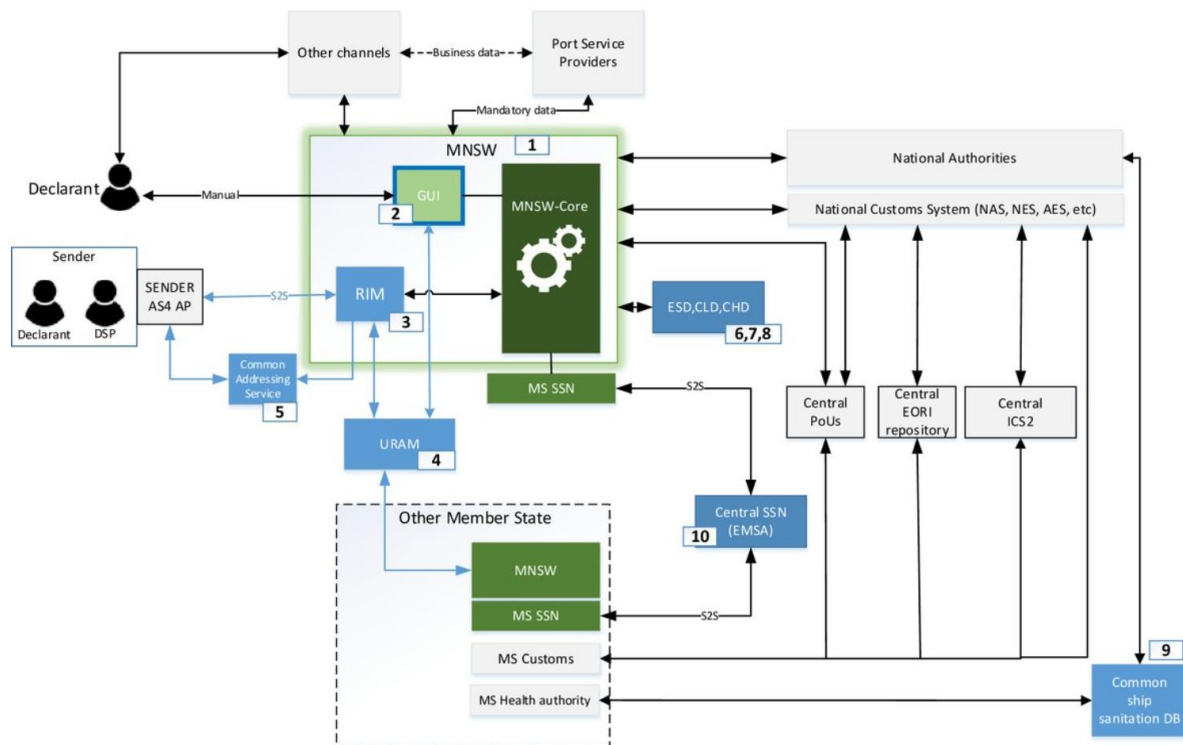 Other channels
Business data
Port Service
Providers
Mandatory data
1
MNSW
Declarant
Manual
GUI
2
MNSW-Core
National Authorities
National Customs System (NAS, NES, AES, etc)
Sender
Declarant
DSP
SENDER
AS4 AP
S2S
RIM
3
ESD,CLD,CHD
6,7,8
Common
Addressing
Service
5
MS SSN
S2S
Central
PoUs
Central
EORI
repository
Central
ICS2
URAM
4
Central SSN
(EMSA)
10
Other Member State
MNSW
MS SSN
S2S
MS Customs
MS Health authority
9
Common
ship
sanitation DB